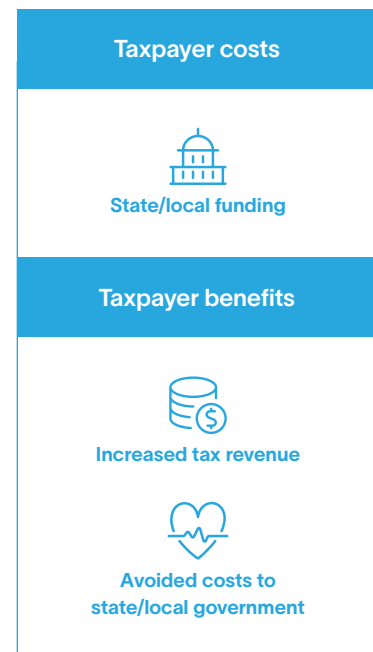 Taxpayer costs
State/local funding
Taxpayer benefits
$
Increased tax revenue
Avoided costs to
state/local government